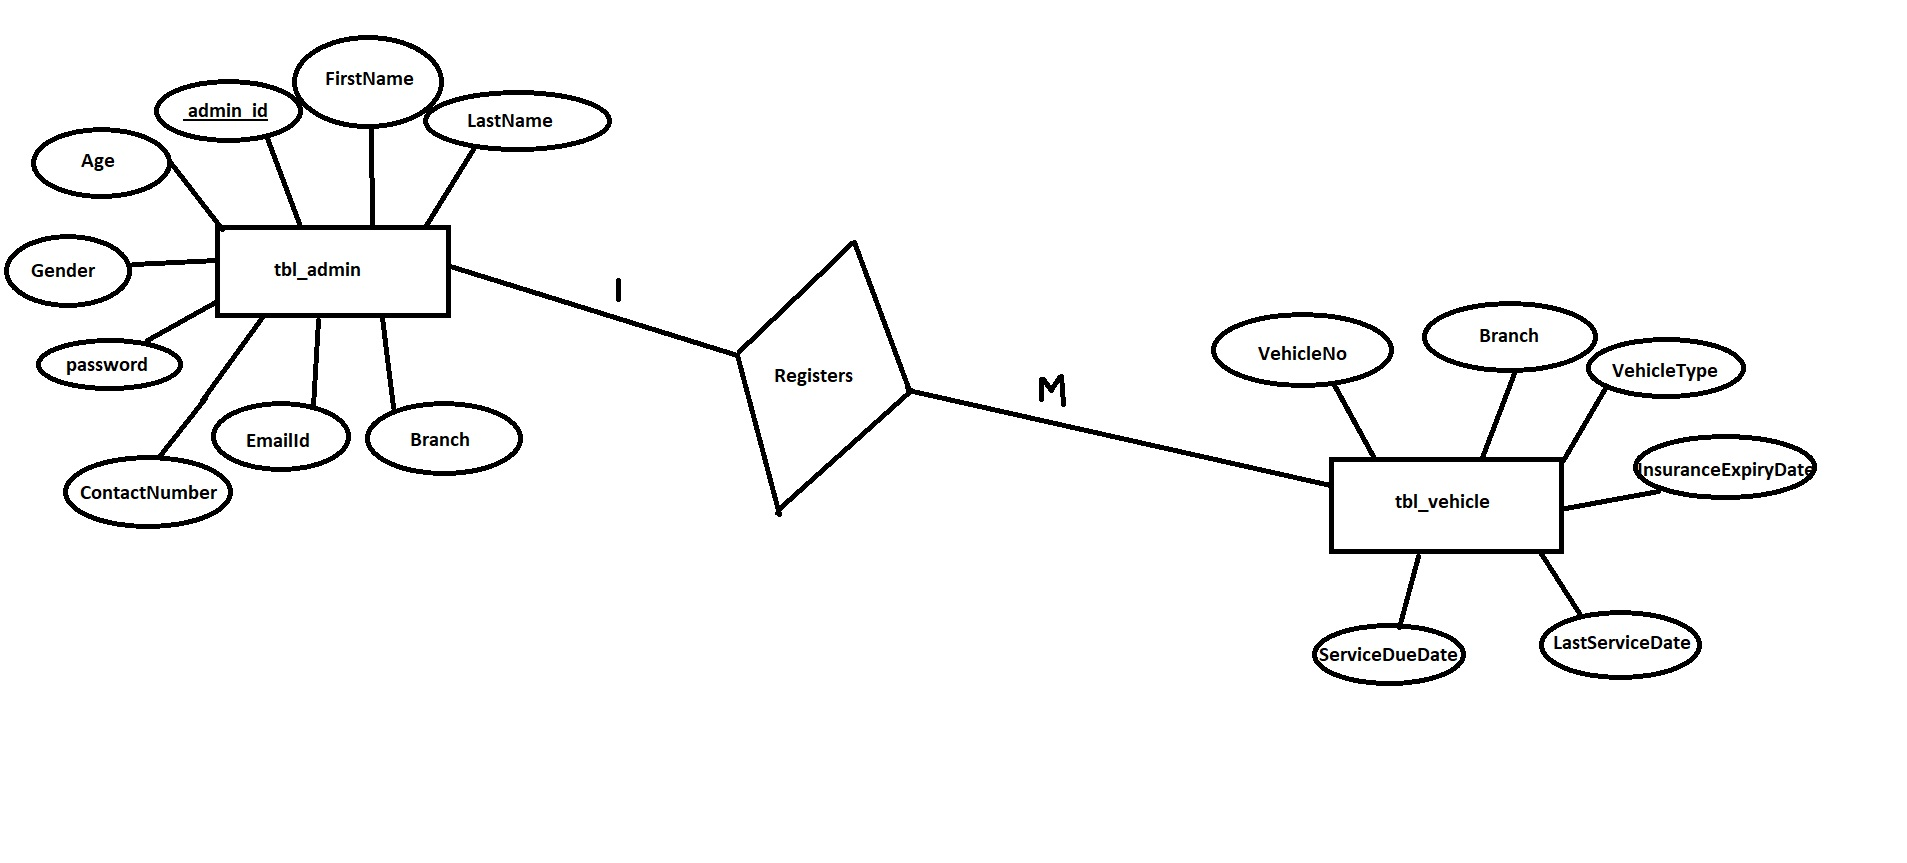 FirstName
admin_id
LastName
Age
Gender
tbl_admin
password
EmailId
Branch
ContactNumber
1
Registers
M
VehicleNo
Branch
VehicleType
InsuranceExpiryDate
tbl_vehicle
ServiceDueDate
LastServiceDate